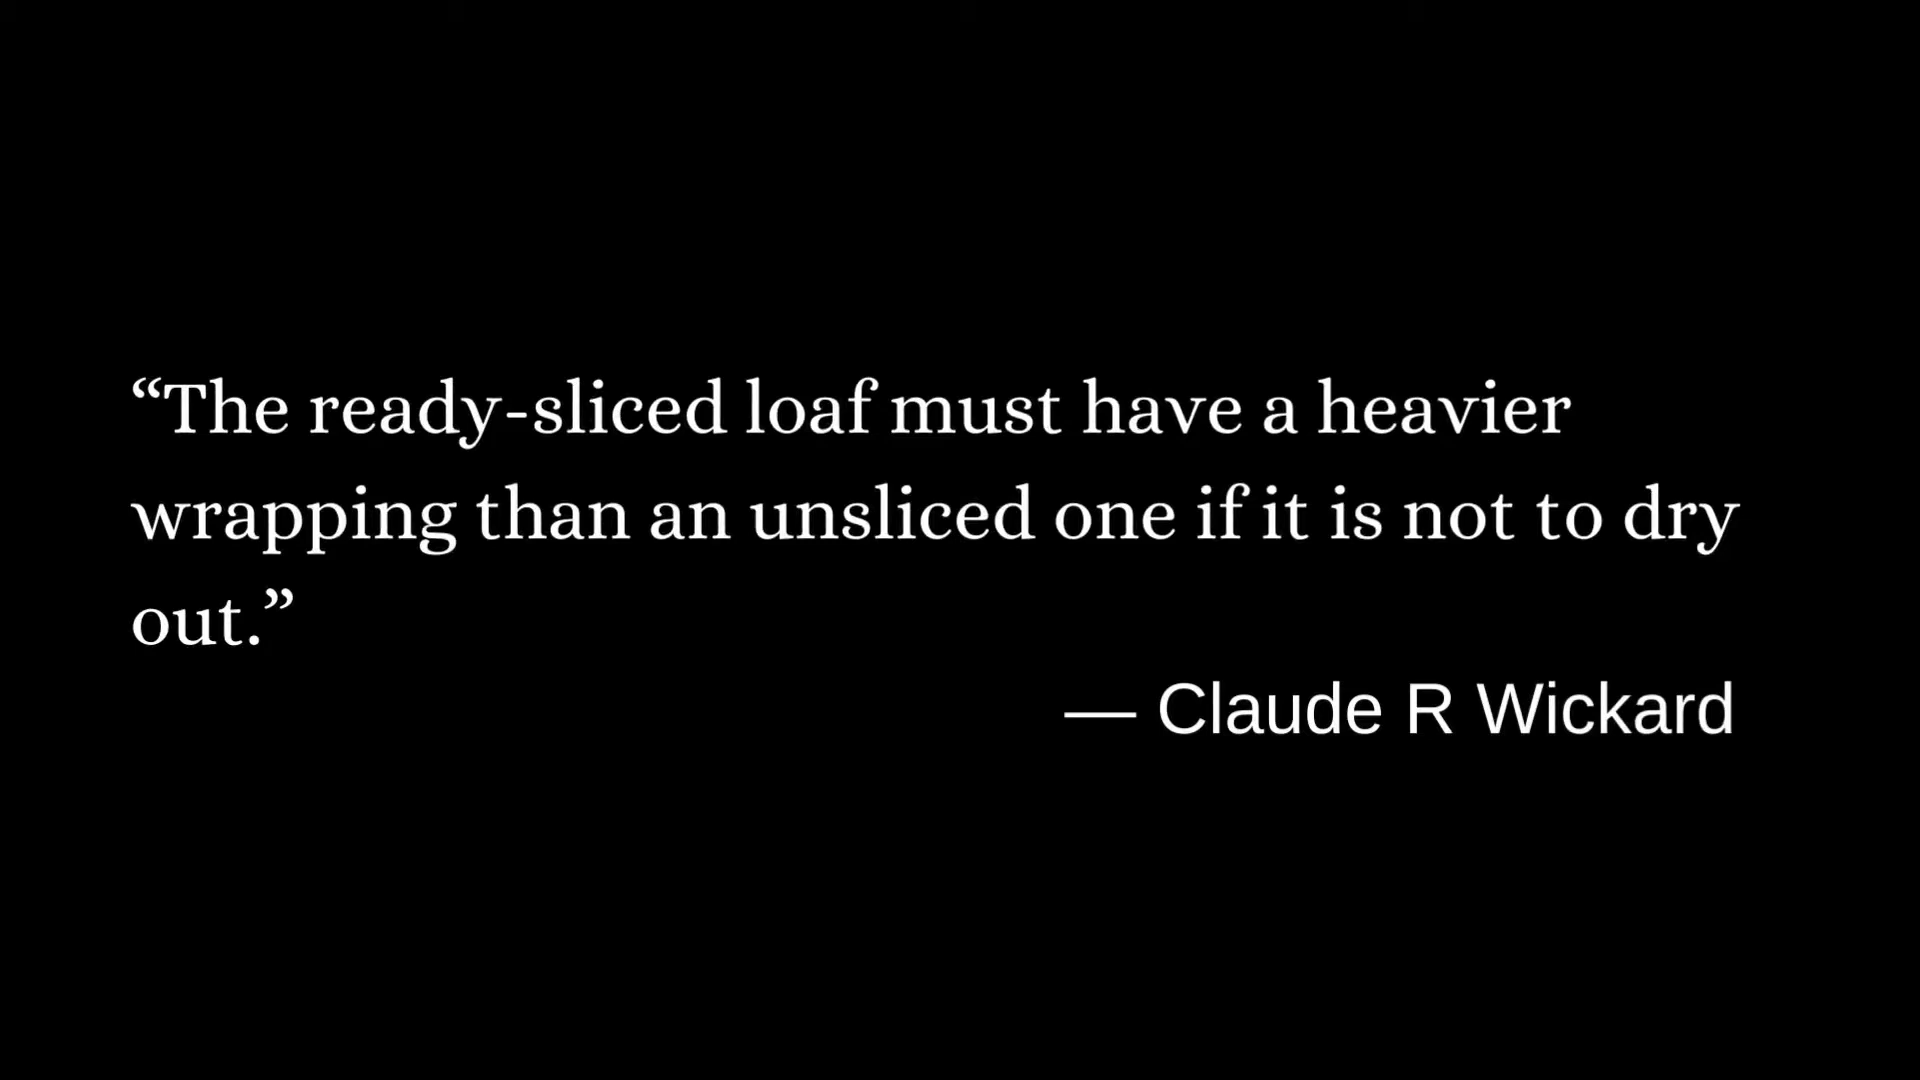 “The ready-sliced loaf must have a heavier
wrapping than an unsliced one if it is not to dry
out.”
— Claude R Wickard